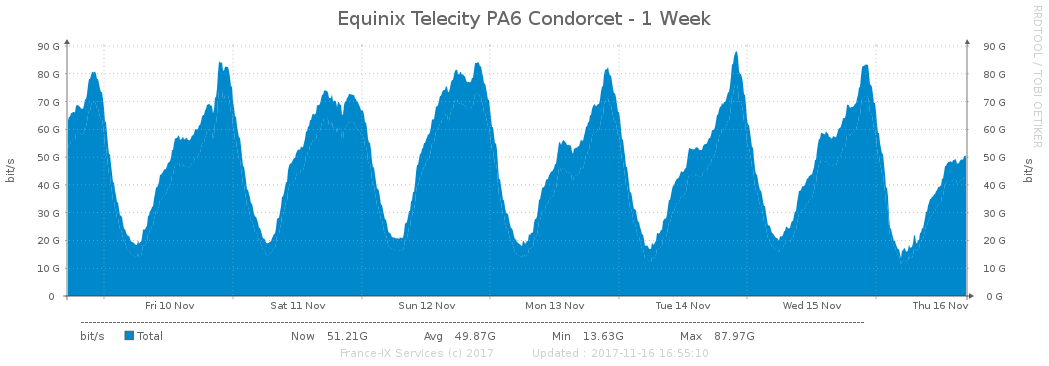 Equinix Telecity PA6 Condorcet - 1 Week
RRDTOOL / TOBI OETIKER
bit/s
90 G
80 G
70 G
60 G
50 G
40 G
30 G
20 G
10 G
0
90 G
80 G
70 G
60 G
50 G
40 G
30 G
20 G
10 G
0 G
bit/s
Fri 10 Nov Sat 11 Nov Sun 12 Nov Mon 13 Nov Tue 14 Nov Wed 15 Nov Thu 16 Nov
bit/s Total Now 51.21G Avg 49.87G Min 13.63G Max 87.97G
France-IX Services (c) 2017 Updated : 2017-11-16 16:55:10